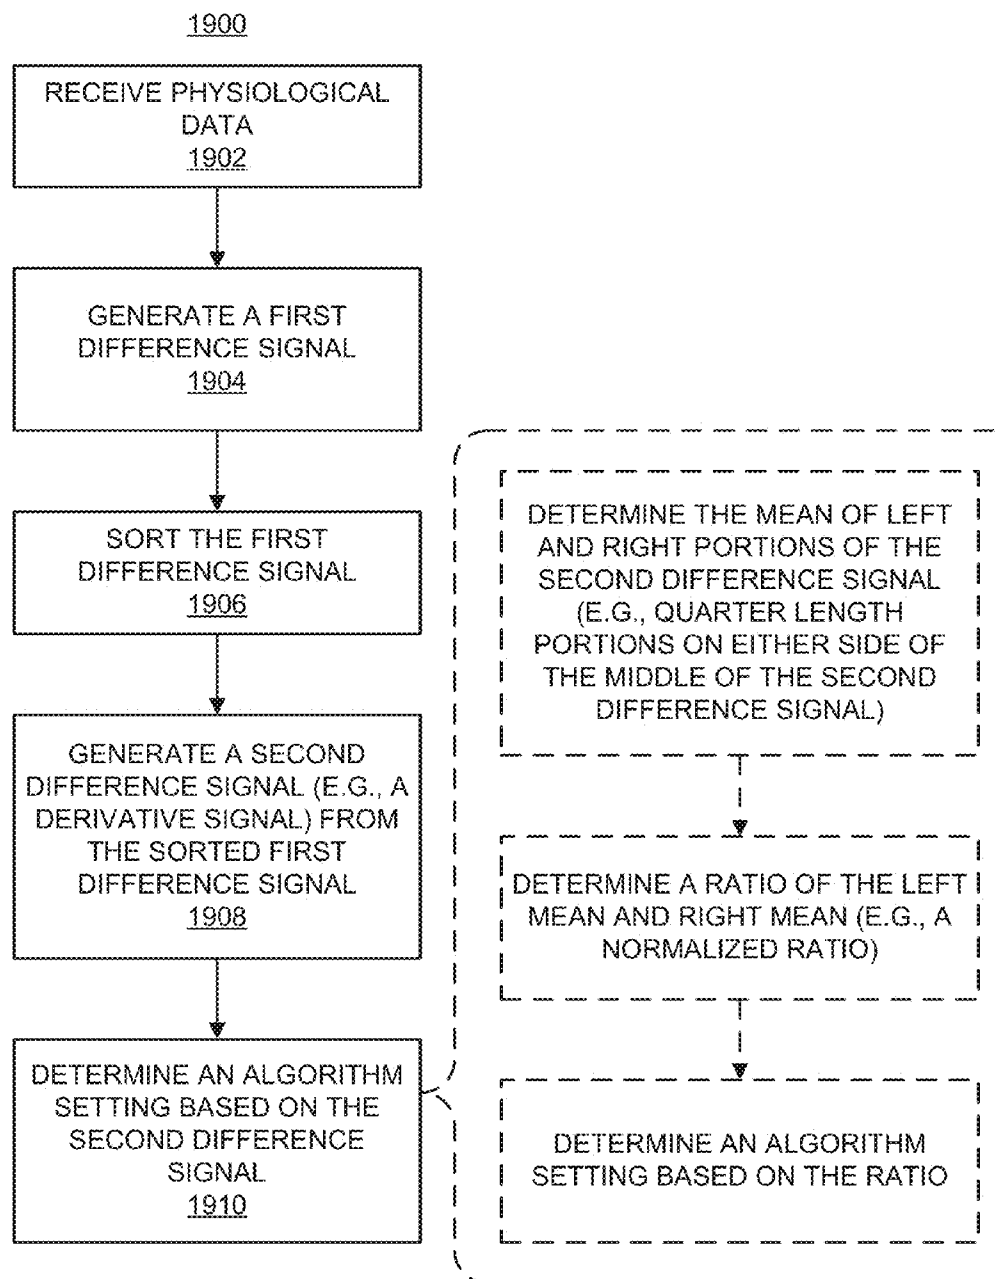 1900
RECEIVE PHYSIOLOGICAL
DATA
1902
GENERATE A FIRST
DIFFERENCE SIGNAL
1904
SORT THE FIRST
DIFFERENCE SIGNAL
1906
GENERATE A SECOND
DIFFERENCE SIGNAL (E.G., A
DERIVATIVE SIGNAL) FROM
THE SORTED FIRST
DIFFERENCE SIGNAL
1908
DETERMINE AN ALGORITHM
SETTING BASED ON THE
SECOND DIFFERENCE
SIGNAL
1910
DETERMINE THE MEAN OF LEFT
AND RIGHT PORTIONS OF THE
SECOND DIFFERENCE SIGNAL
(E.G., QUARTER LENGTH
PORTIONS ON EITHER SIDE OF
THE MIDDLE OF THE SECOND
DIFFERENCE SIGNAL)
DETERMINE A RATIO OF THE LEFT
MEAN AND RIGHT MEAN (E.G., A
NORMALIZED RATIO)
DETERMINE AN ALGORITHM
SETTING BASED ON THE RATIO